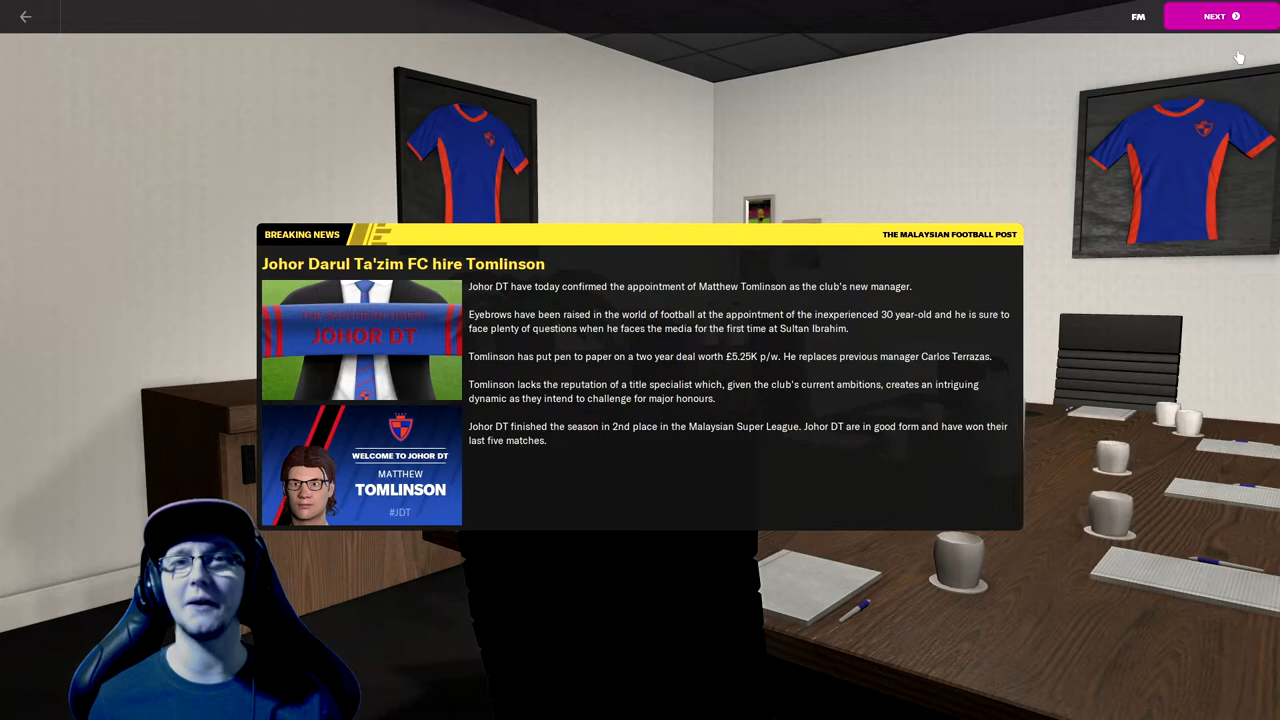 FM
NEXT
BREAKING NEWS
THE MALAYSIAN FOOTBALL POST
Johor Darul Ta'zim FC hire Tomlinson
THE SOUTHERN TIGERS
JOHOR DT
WELCOME TO JOHOR DT
MATTHEW
TOMLINSON
#JDT
Johor DT have today confirmed the appointment of Matthew Tomlinson as the club's new manager.
Eyebrows have been raised in the world of football at the appointment of the inexperienced 30 year-old and he is sure to
face plenty of questions when he faces the media for the first time at Sultan Ibrahim.
Tomlinson has put pen to paper on a two year deal worth £5.25K p/w. He replaces previous manager Carlos Terrazas.
Tomlinson lacks the reputation of a title specialist which, given the club's current ambitions, creates an intriguing
dynamic as they intend to challenge for major honours.
Johor DT finished the season in 2nd place in the Malaysian Super League. Johor DT are in good form and have won their
last five matches.